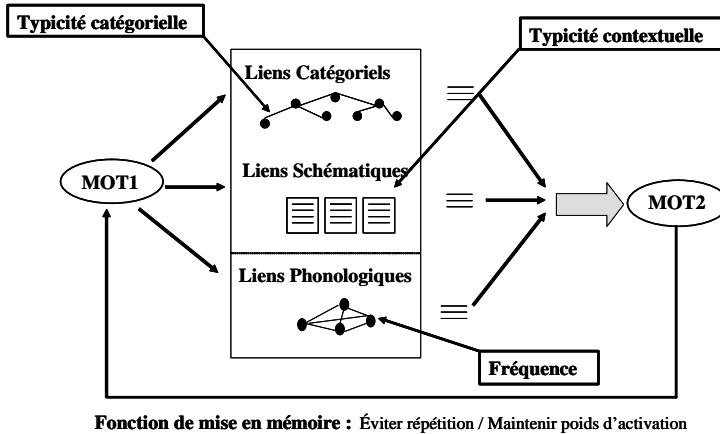 Typicité catégorielle
Typicité contextuelle
Liens Catégoriels
Liens Schématiques
MOT1
MOT2
Liens Phonologiques
Fréquence
Fonction de mise en mémoire : Éviter répétition / Maintenir poids d'activation